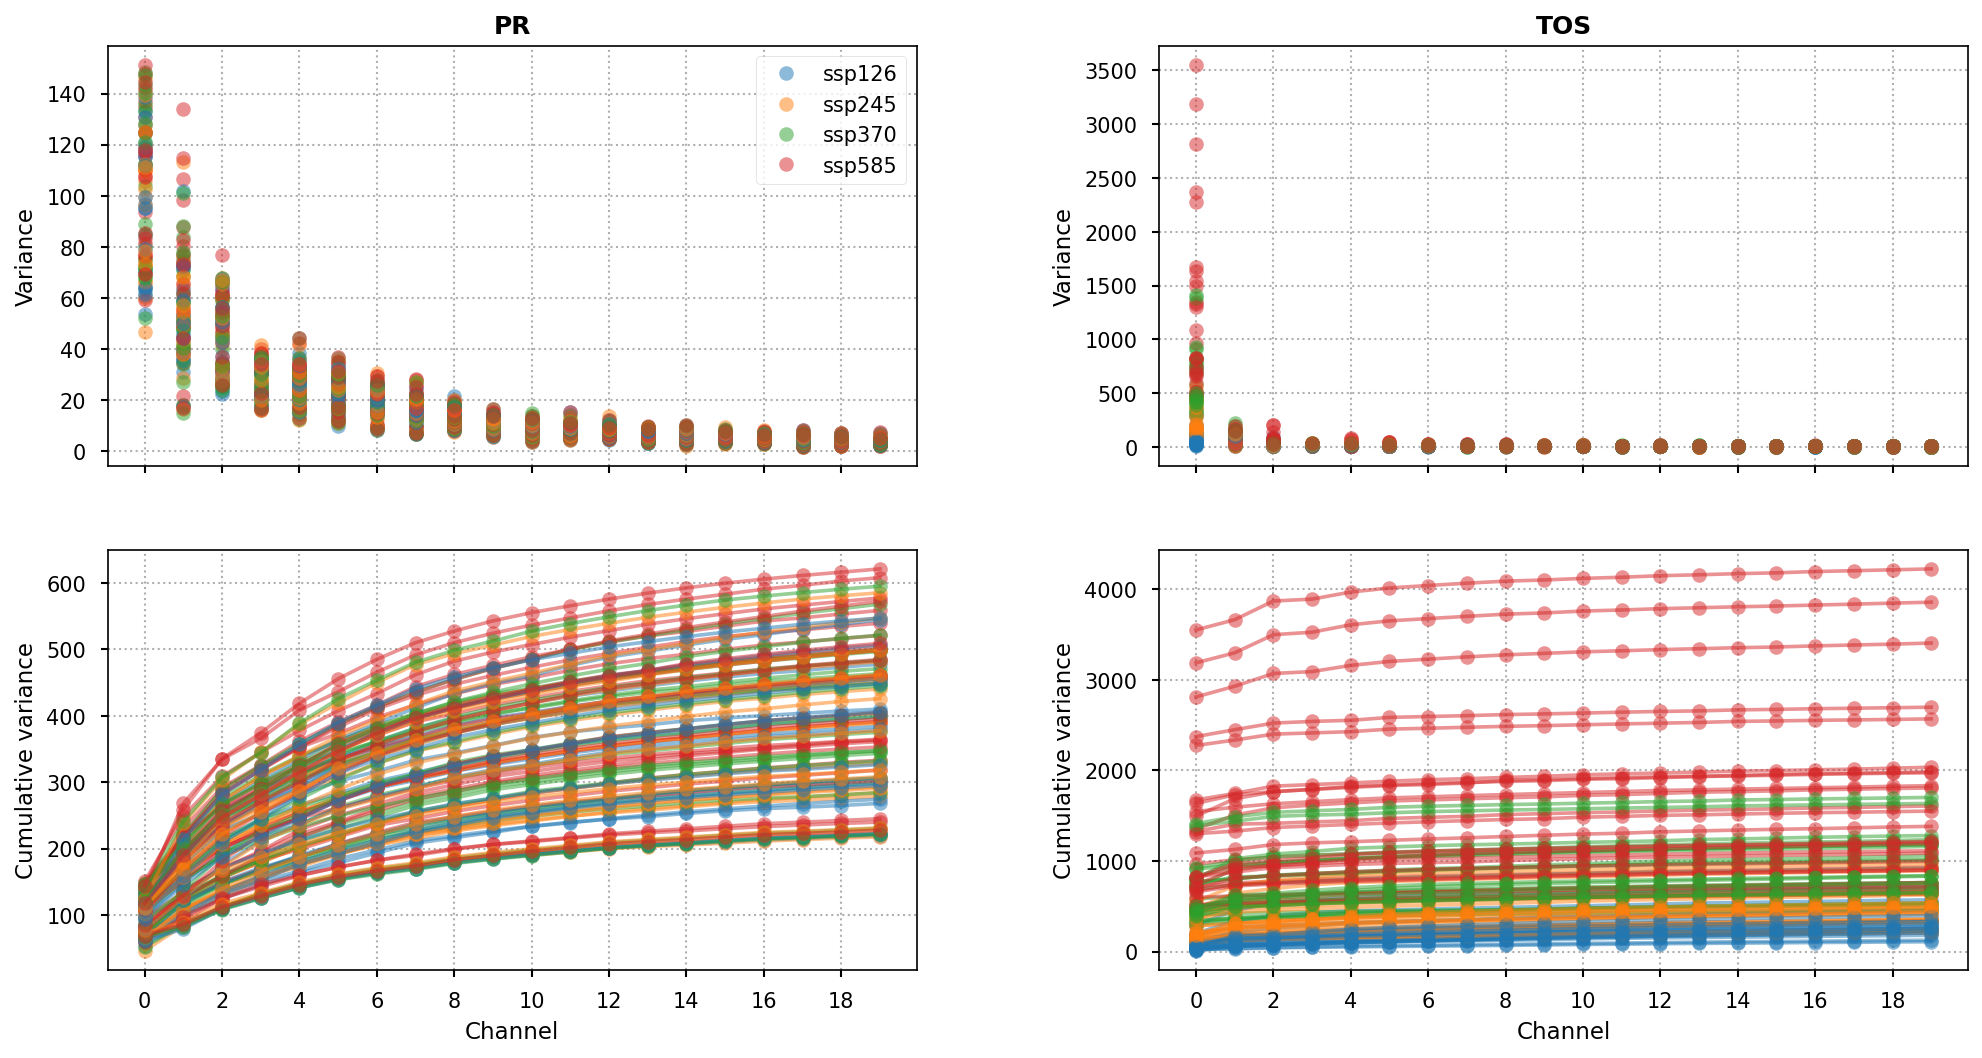 PR
140
120
100
80
60
40
20
0
Variance
ssp126
ssp245
ssp370
ssp585
TOS
3500
3000
2500
2000
1500
1000
500
0
Variance
600
500
400
300
200
100
Cumulative variance
0 2 4 6 8 10 12 14 16 18
Channel
4000
3000
2000
1000
0
Cumulative variance
0 2 4 6 8 10 12 14 16 18
Channel